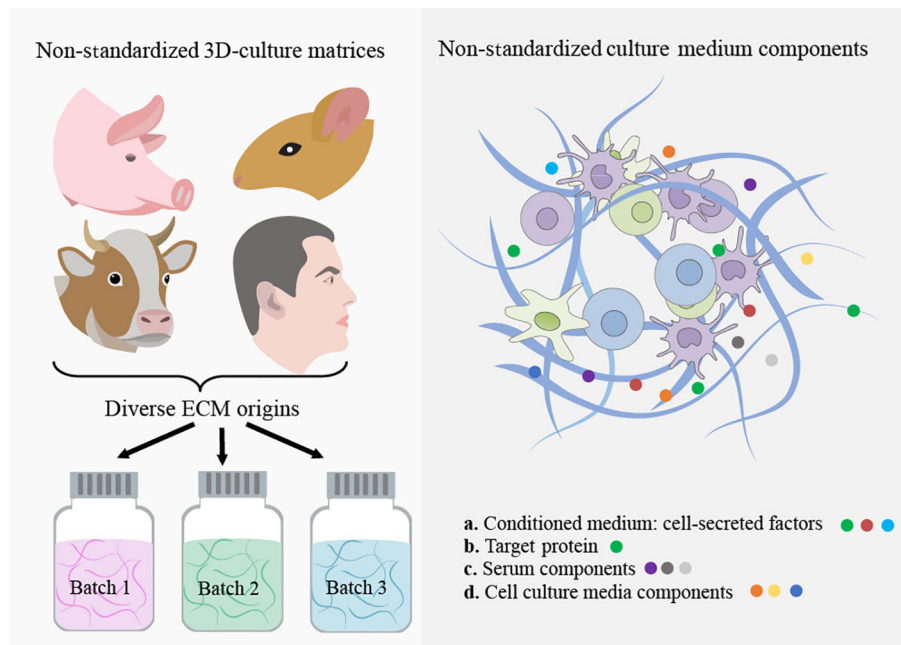 Non-standardized 3D-culture matrices
Diverse ECM origins
Batch 1
Batch 2
Batch 3
Non-standardized culture medium components
a. Conditioned medium: cell-secreted factors
b. Target protein
c. Serum components
d. Cell culture media components